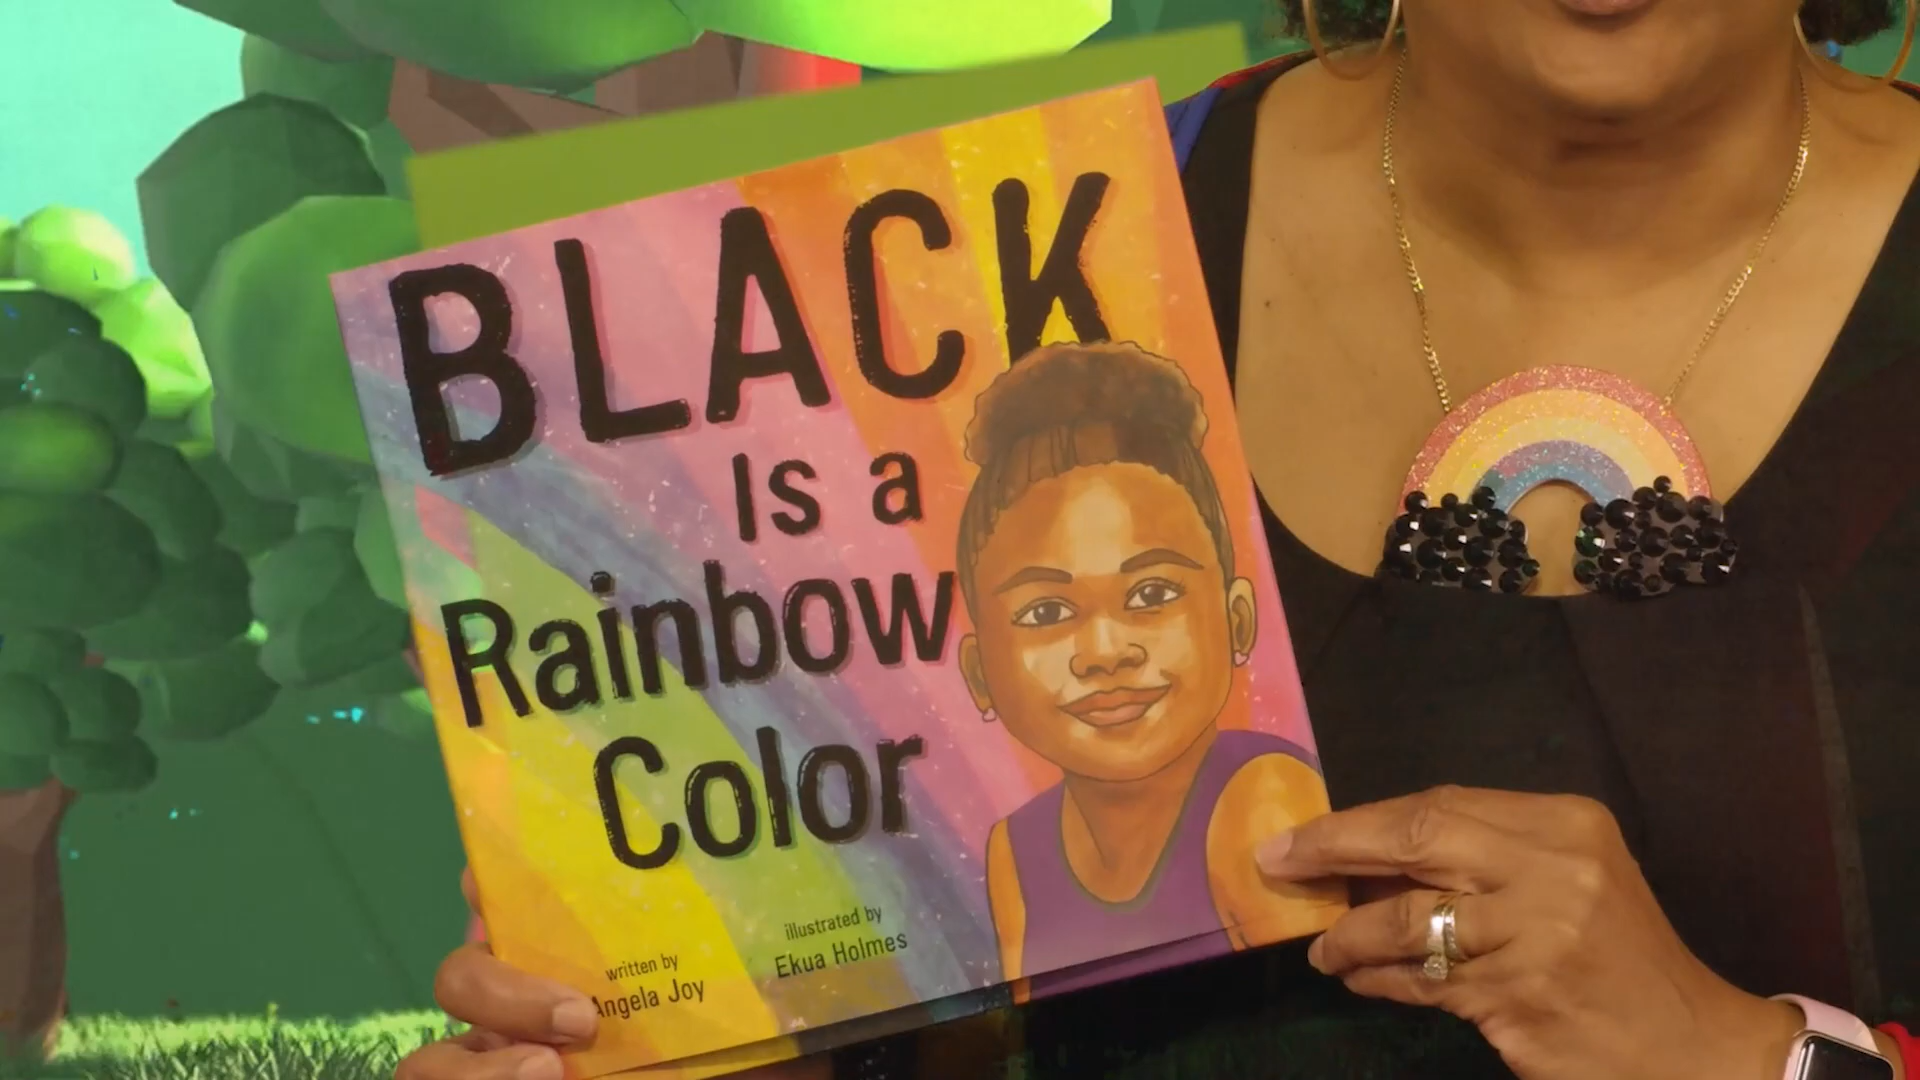 BLACK
Is a
Rainbow
Color
written by
Angela Joy
illustrated by
Ekua Holmes